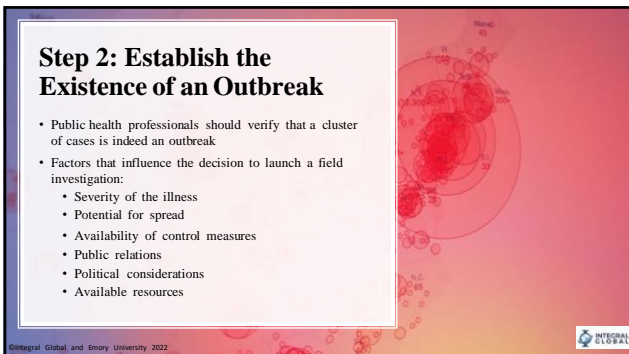 Step 2: Establish the
Existence of an Outbreak
• Public health professionals should verify that a cluster
of cases is indeed an outbreak
• Factors that influence the decision to launch a field
investigation:
• Severity of the illness
• Potential for spread
• Availability of control measures
• Public relations
• Political considerations
• Available resources
Vt.
N.C.
65
©Integral Global and Emory University 2022
INTEGRAL
GLOBAL